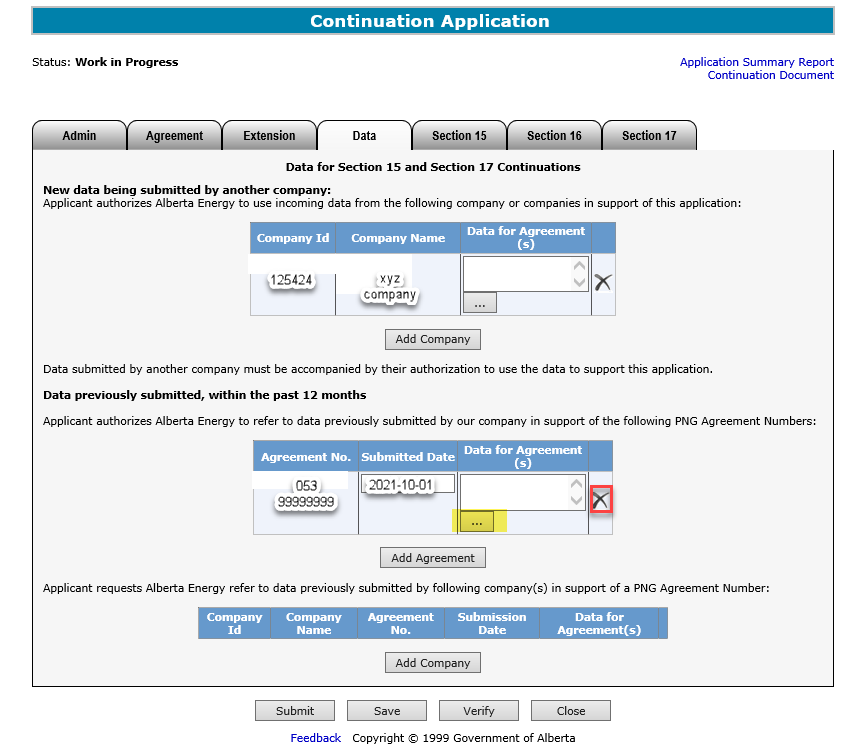 Continuation Application
Status: Work in Progress
Application Summary Report
Continuation Document
Admin Agreement Extension Data Section 15 Section 16 Section 17
Data for Section 15 and Section 17 Continuations
New data being submitted by another company:
Applicant authorizes Alberta Energy to use incoming data from the following company or companies in support of this application:
Company Id Company Name Data for Agreement
(s)
125424 xyz
company
...
Add Company
Data submitted by another company must be accompanied by their authorization to use the data to support this application.
Data previously submitted, within the past 12 months
Applicant authorizes Alberta Energy to refer to data previously submitted by our company in support of the following PNG Agreement Numbers:
Agreement No. Submitted Date Data for Agreement
(s)
053 2021-10-01
99999999
...
Add Agreement
Applicant requests Alberta Energy refer to data previously submitted by following company(s) in support of a PNG Agreement Number:
Company Company Agreement Submission Data for
Id Name No. Date Agreement(s)
Add Company
Submit Save Verify Close
Feedback Copyright © 1999 Government of Alberta